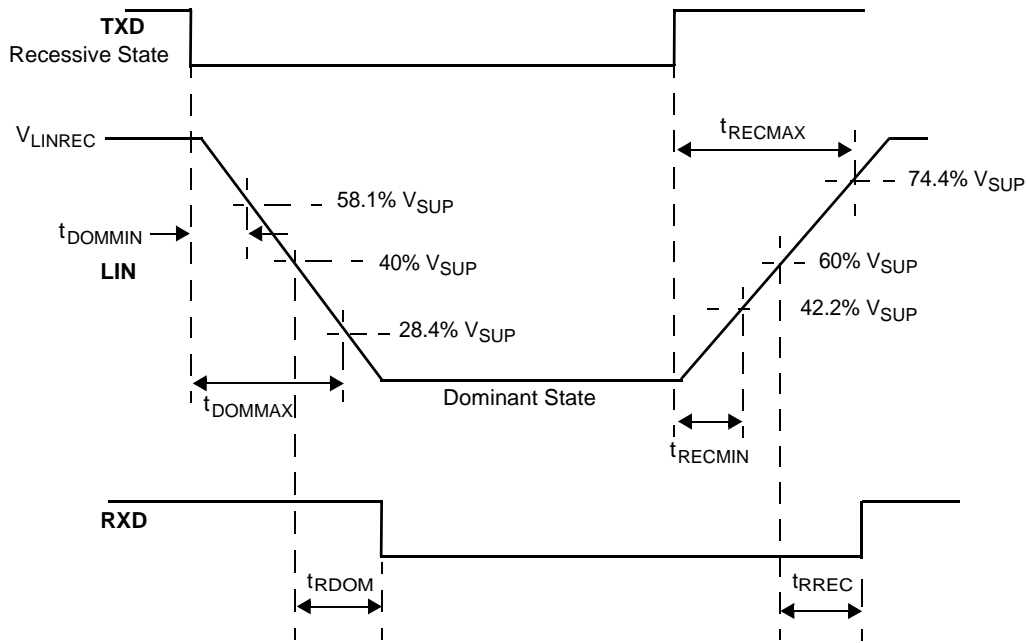 TXD
Recessive State
VLINREC
tRECMAX
74.4% VSUP
58.1% VSUP
tDOMMIN
LIN
40% VSUP
60% VSUP
42.2% VSUP
28.4% VSUP
tDOMMAX
Dominant State
tRECMIN
RXD
tRDOM
tRREC